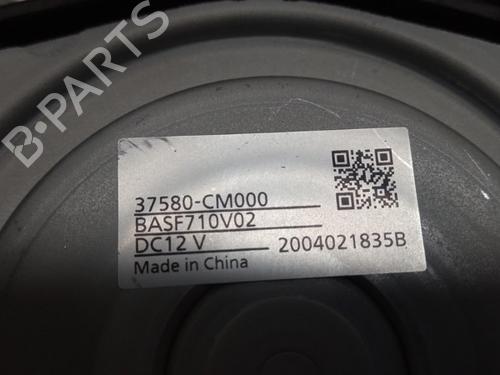 B-PARTS
37580-CM000
BASF710V02
DC12 V 2004021835B
Made in China